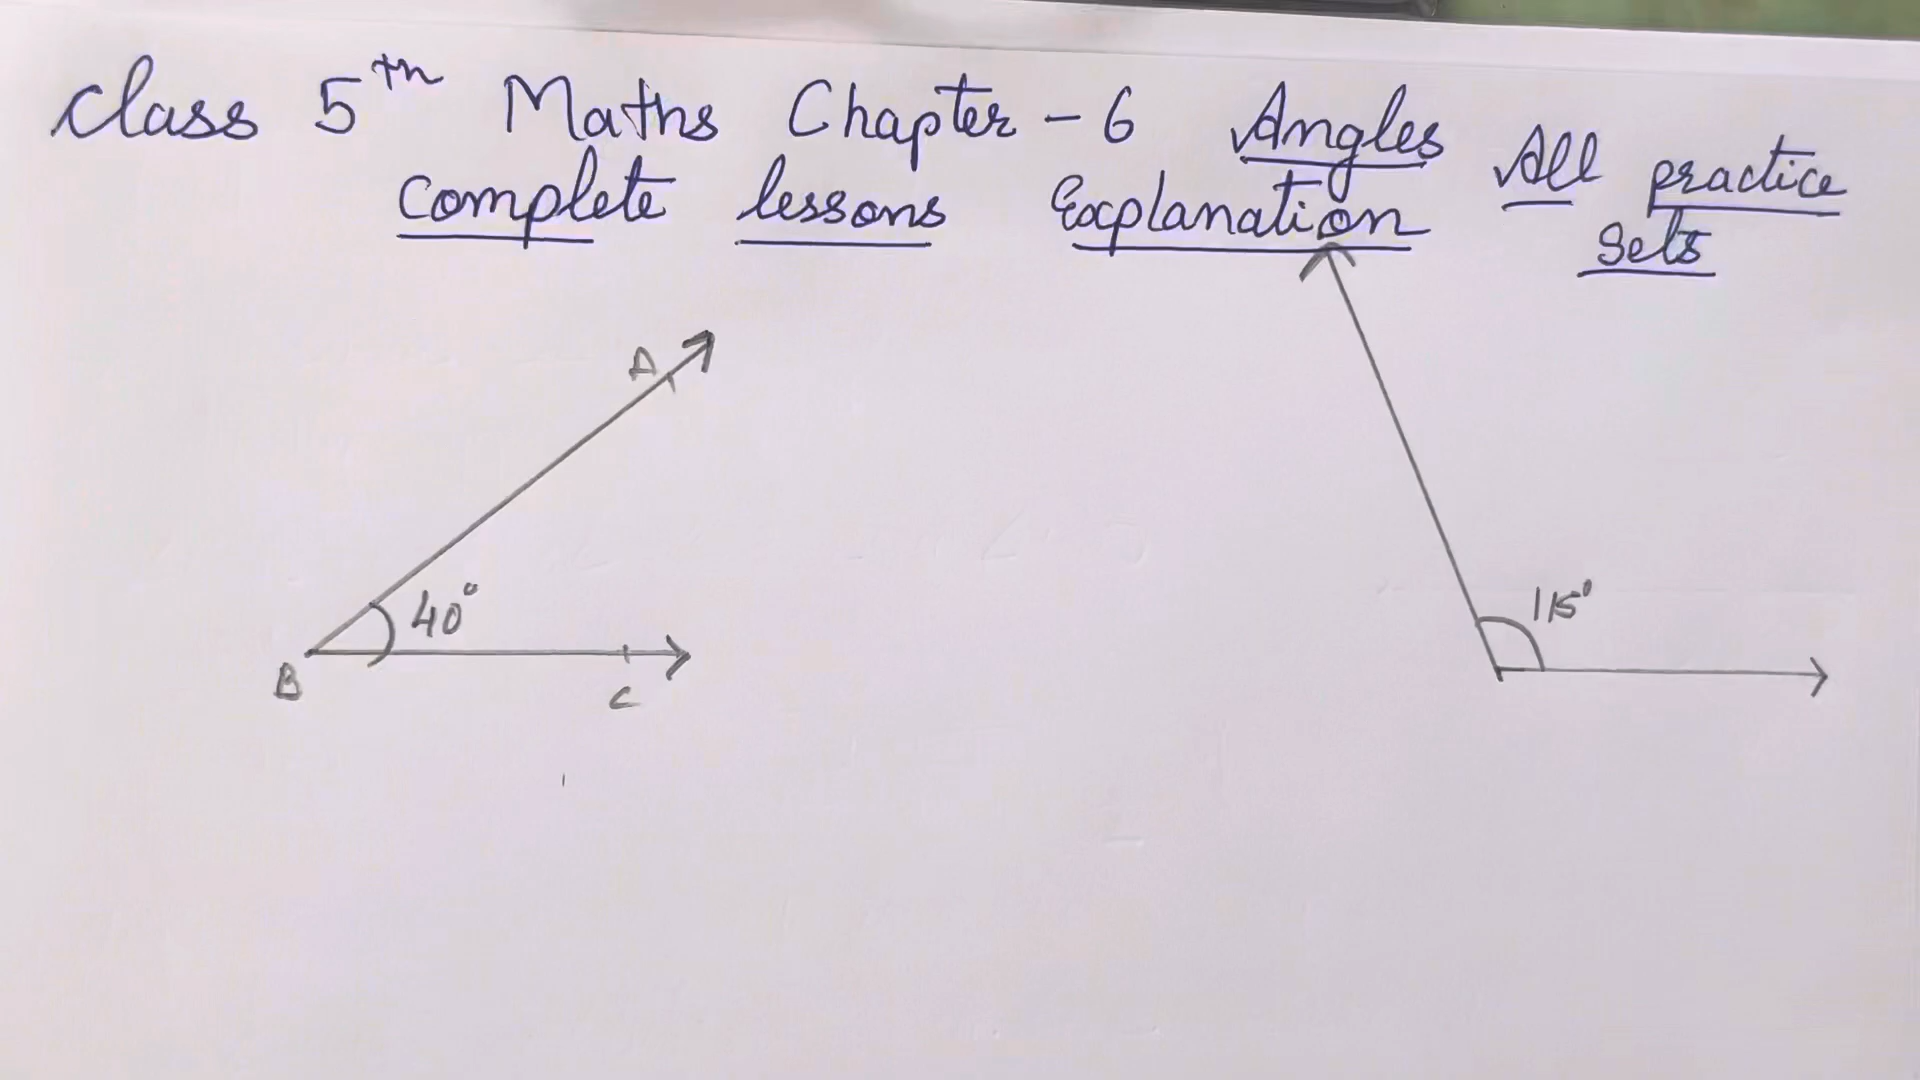 Class 5th Maths Chapter - 6 Angles All practice
Complete lessons Explanation Sets
A
40°
B
C
115°